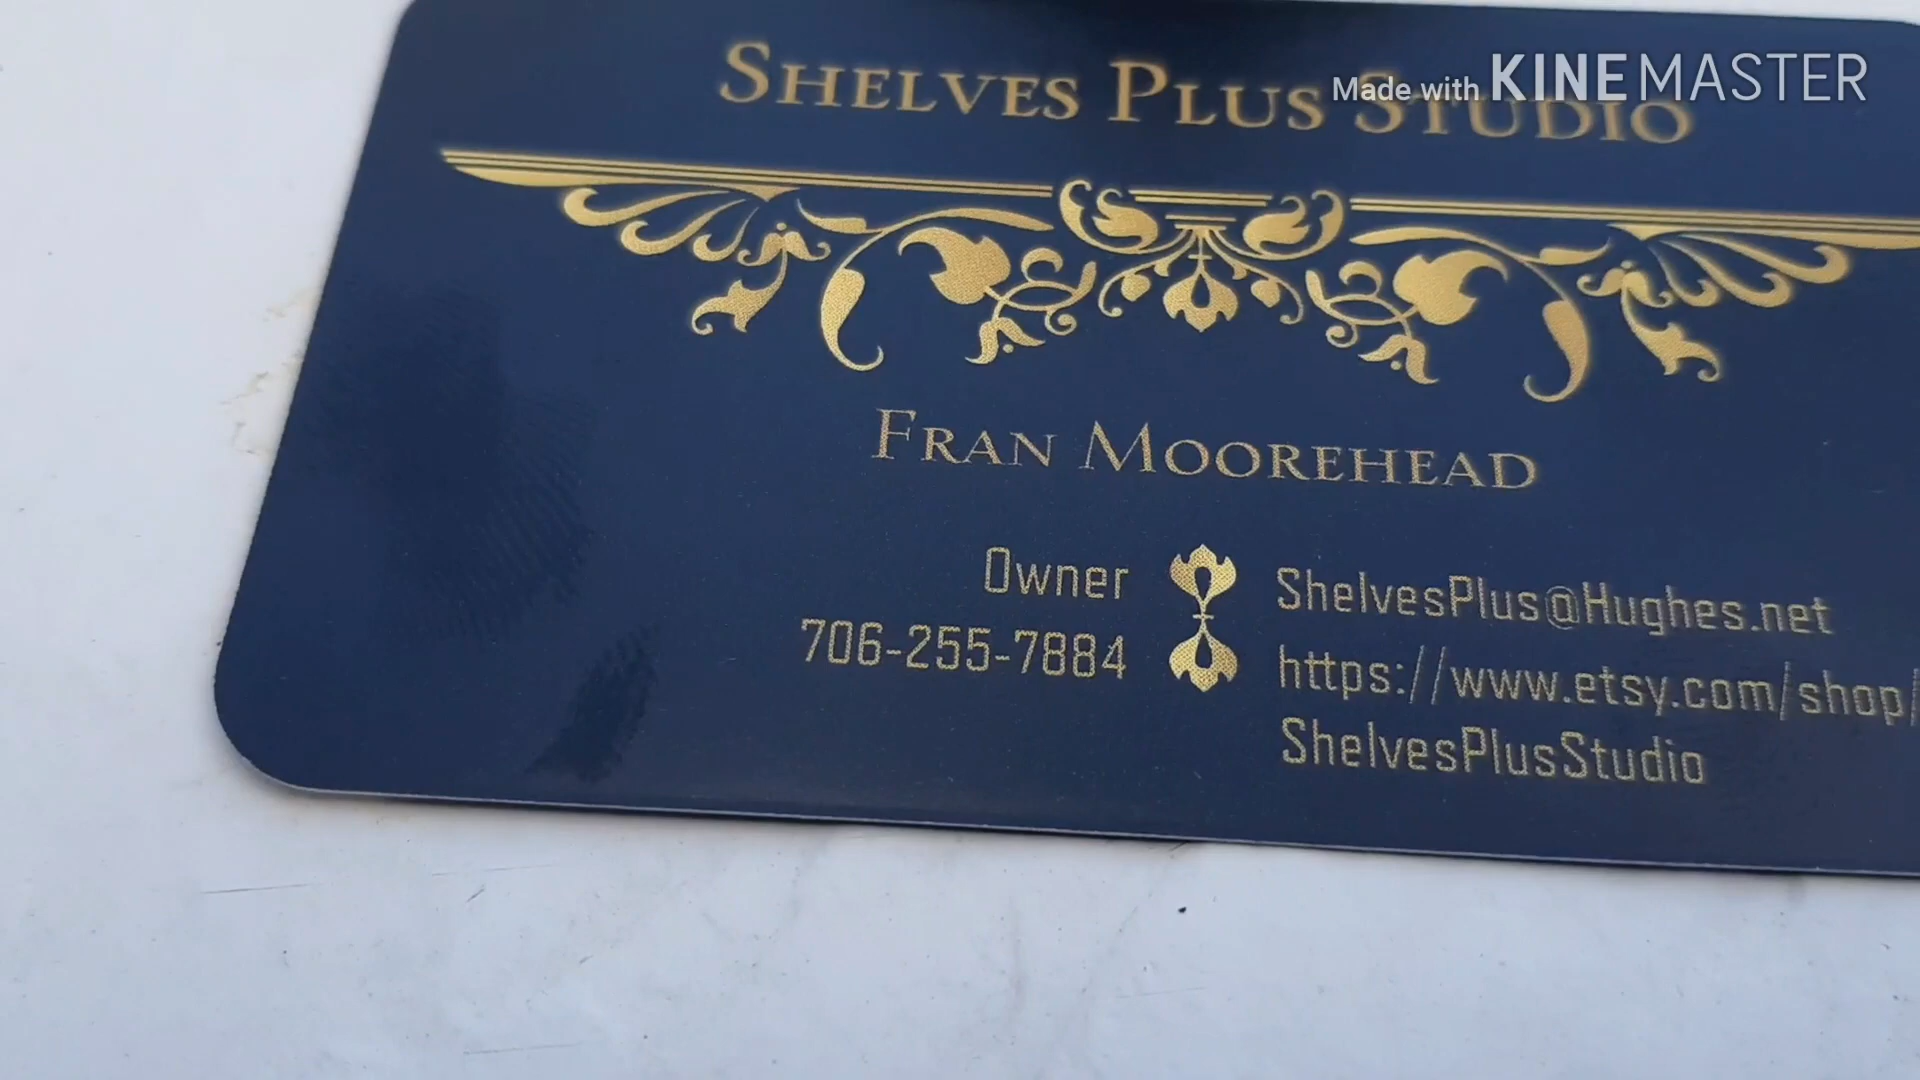 Made with KINEMASTER
SHELVES PLUS STUDIO
FRAN MOOREHEAD
Owner
706-255-7884
ShelvesPlus@Hughes.net
https://www.etsy.com/shop/
ShelvesPlusStudio